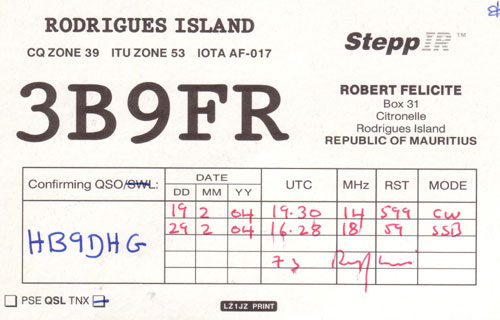 RODRIGUES ISLAND
CQ ZONE 39 ITU ZONE 53 IOTA AF-017
SteppIR™
3B9FR
ROBERT FELICITE
Box 31
Citronelle
Rodrigues Island
REPUBLIC OF MAURITIUS
Confirming QSO/SWL: DATE UTC MHz RST MODE
DD MM YY
19 2 04 19.30 14 599 CW
29 2 04 16.28 18 59 SSB
HB9DHG
73
PSE QSL TNX
LZ1JZ PRINT